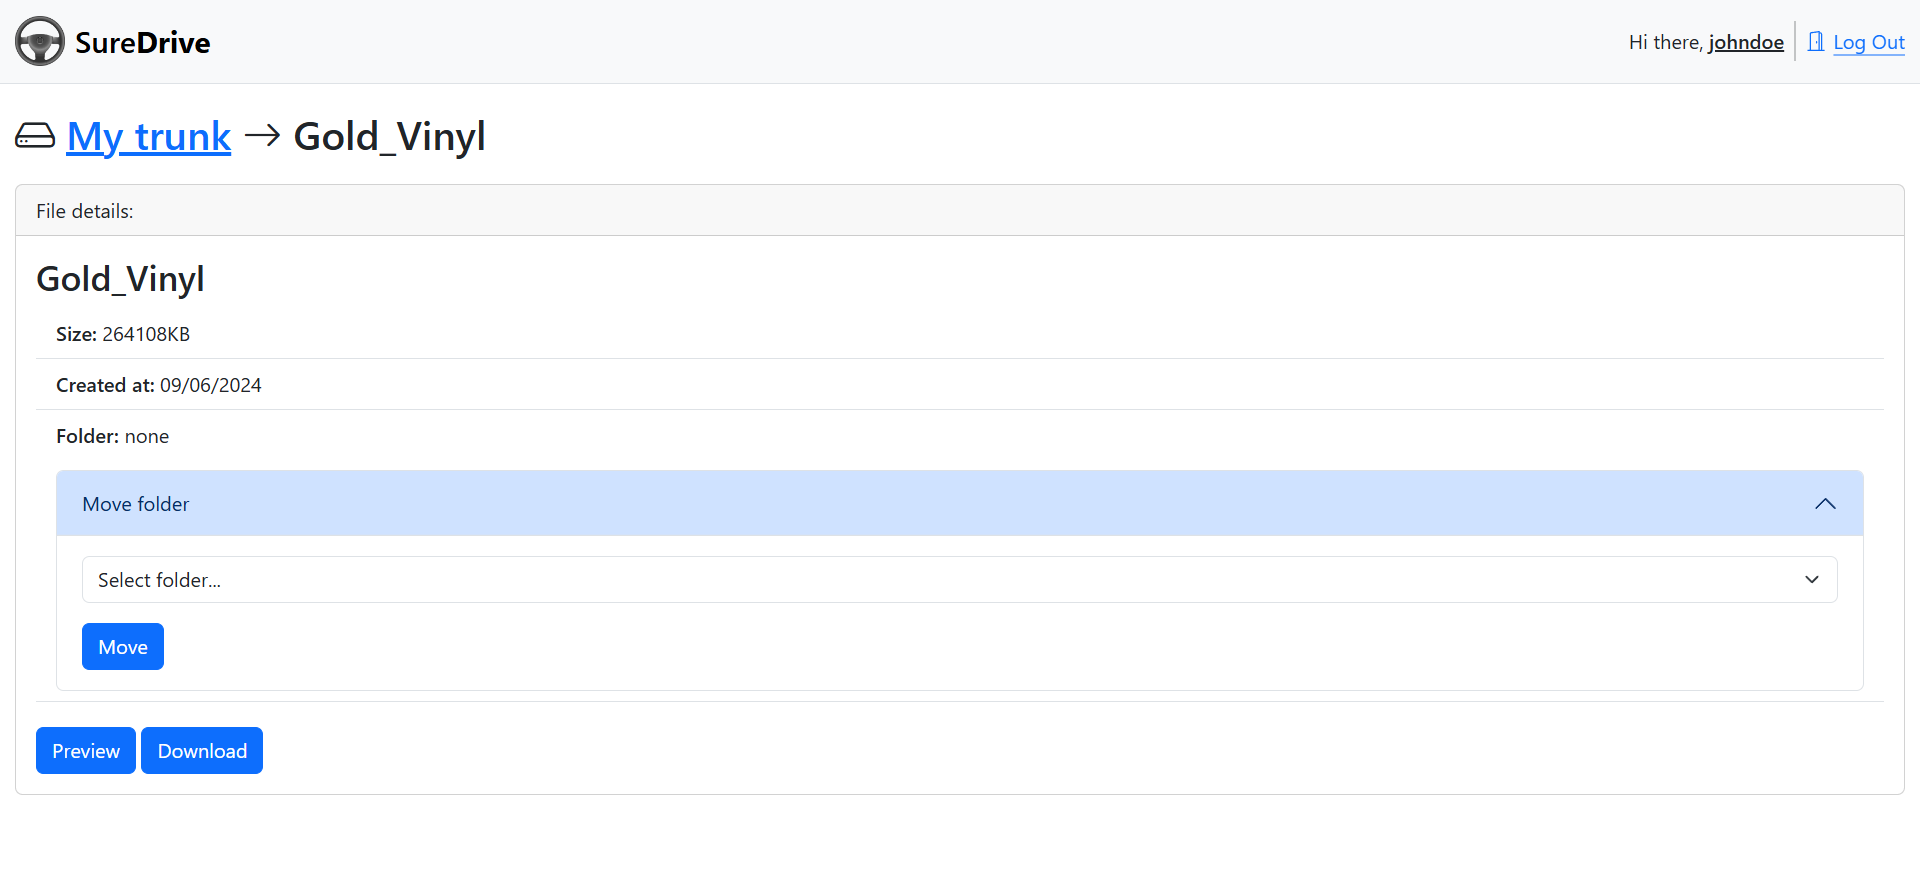 SureDrive
Hi there, johndoe
Log Out
My trunk → Gold_Vinyl
File details:
Gold_Vinyl
Size: 264108KB
Created at: 09/06/2024
Folder: none
Move folder
Select folder...
Move
Preview
Download